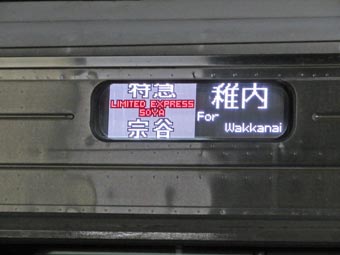 特急
LIMITED EXPRESS
SOYA
宗谷
稚内
For
Wakkanai